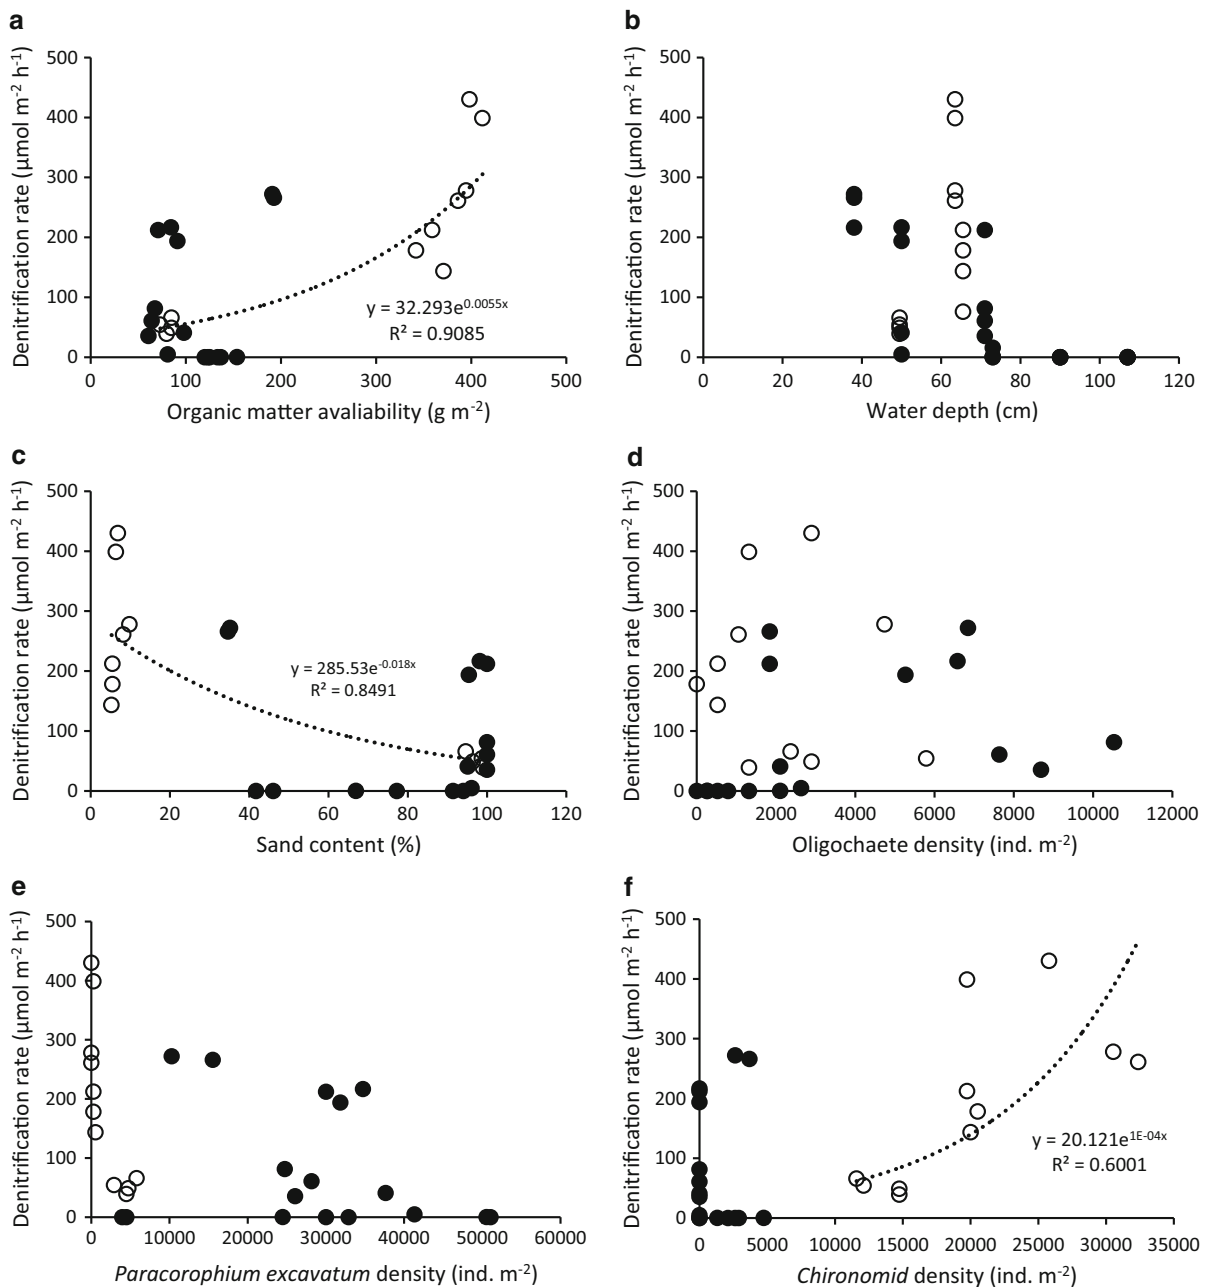 a
Denitrification rate (µmol m⁻² h⁻¹)
500
400
300
200
100
0
y = 32.293e^0.0055x
R² = 0.9085
0 100 200 300 400 500
Organic matter avaliability (g m⁻²)
b
Denitrification rate (µmol m⁻² h⁻¹)
500
400
300
200
100
0
0 20 40 60 80 100 120
Water depth (cm)
c
Denitrification rate (µmol m⁻² h⁻¹)
500
400
300
200
100
0
y = 285.53e^-0.018x
R² = 0.8491
0 20 40 60 80 100 120
Sand content (%)
d
Denitrification rate (µmol m⁻² h⁻¹)
500
400
300
200
100
0
0 2000 4000 6000 8000 10000 12000
Oligochaete density (ind. m⁻²)
e
Denitrification rate (µmol m⁻² h⁻¹)
500
400
300
200
100
0
0 10000 20000 30000 40000 50000 60000
Paracorophium excavatum density (ind. m⁻²)
f
Denitrification rate (µmol m⁻² h⁻¹)
500
400
300
200
100
0
y = 20.121e^1E-04x
R² = 0.6001
0 5000 10000 15000 20000 25000 30000 35000
Chironomid density (ind. m⁻²)